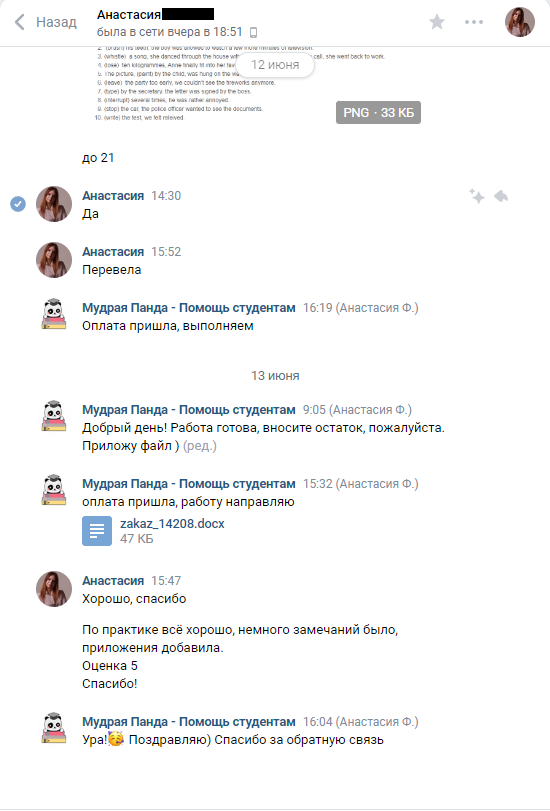 Назад
Анастасия
была в сети вчера в 18:51
2. (brush) his teeth, the boy was allowed to watch a few more minutes of television.
3. (whistle) a song, she danced through the house call, she went back to work.
4. (lose) ten kilogrammes, Anne finally fit into her
12 июня
5. The picture, (paint) by the child, was hung on the
6. (leave) the party too early, we couldn't see the fireworks anymore.
7. (type) by the secretary, the letter was signed by the boss.
8. (interrupt) several times, he was rather annoyed.
9. (stop) the car, the police officer wanted to see the documents.
10. (write) the test, we felt relieved.
PNG · 33 КБ
до 21
Анастасия 14:30
Да
Анастасия 15:52
Перевела
Мудрая Панда - Помощь студентам 16:19 (Анастасия Ф.)
Оплата пришла, выполняем
13 июня
Мудрая Панда - Помощь студентам 9:05 (Анастасия Ф.)
Добрый день! Работа готова, вносите остаток, пожалуйста.
Приложу файл ) (ред.)
Мудрая Панда - Помощь студентам 15:32 (Анастасия Ф.)
оплата пришла, работу направляю
zakaz_14208.docx
47 КБ
Анастасия 15:47
Хорошо, спасибо
По практике всё хорошо, немного замечаний было,
приложения добавила.
Оценка 5
Спасибо!
Мудрая Панда - Помощь студентам 16:04 (Анастасия Ф.)
Ура!🥳 Поздравляю) Спасибо за обратную связь